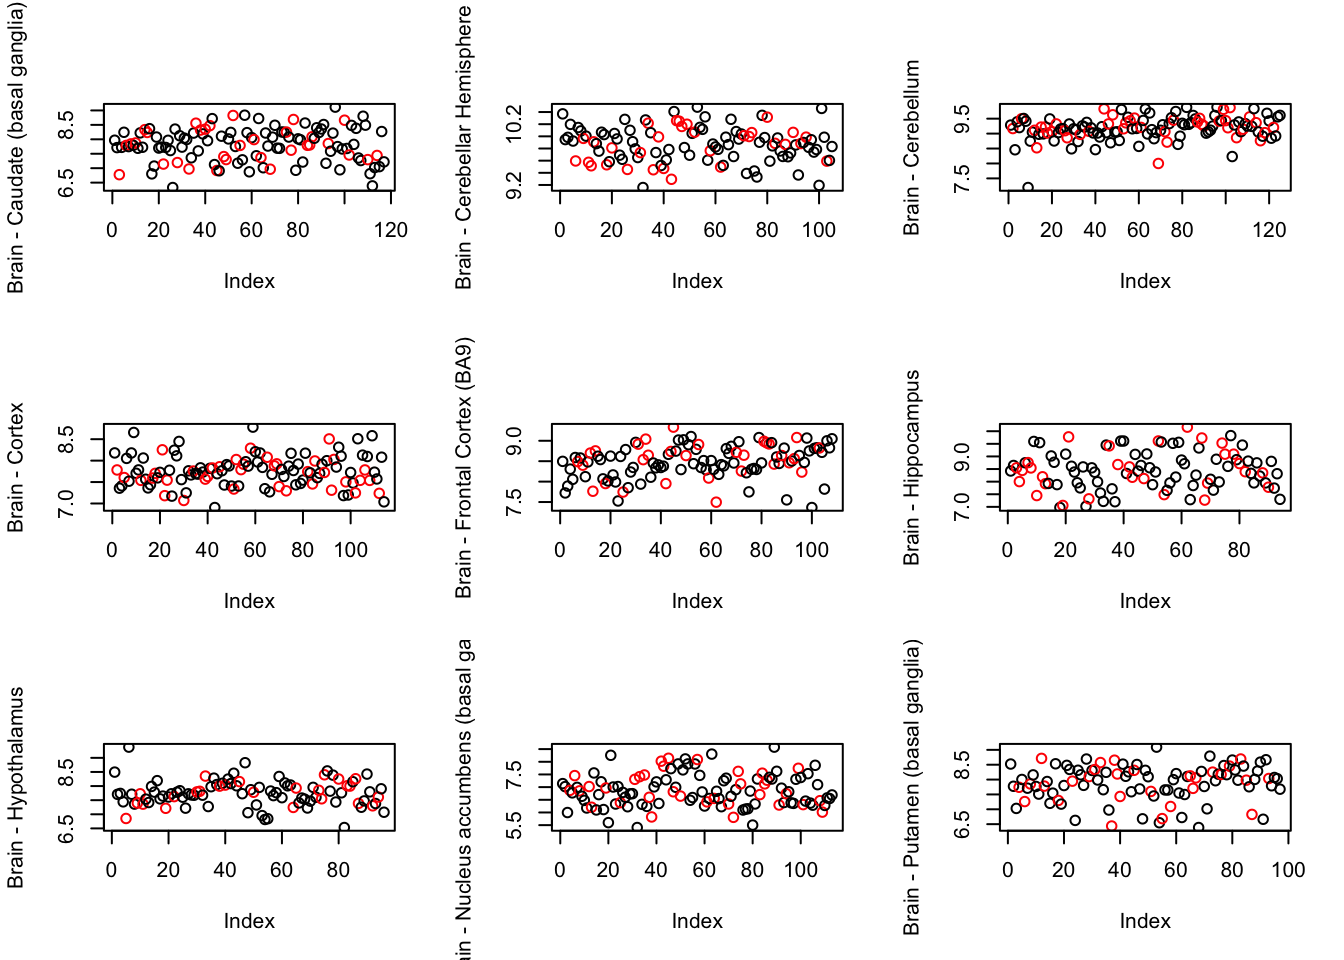 Brain - Caudate (basal ganglia)
8.5
6.5
0 20 40 60 80 120
Index
Brain - Cerebellar Hemisphere
10.2
9.2
0 20 40 60 80 100
Index
Brain - Cerebellum
9.5
7.5
0 20 40 60 80 120
Index
Brain - Cortex
8.5
7.0
0 20 40 60 80 100
Index
Brain - Frontal Cortex (BA9)
9.0
7.5
0 20 40 60 80 100
Index
Brain - Hippocampus
9.0
7.0
0 20 40 60 80
Index
Brain - Hypothalamus
8.5
6.5
0 20 40 60 80
Index
ain - Nucleus accumbens (basal ga
7.5
5.5
0 20 40 60 80 100
Index
Brain - Putamen (basal ganglia)
8.5
6.5
0 20 40 60 80 100
Index